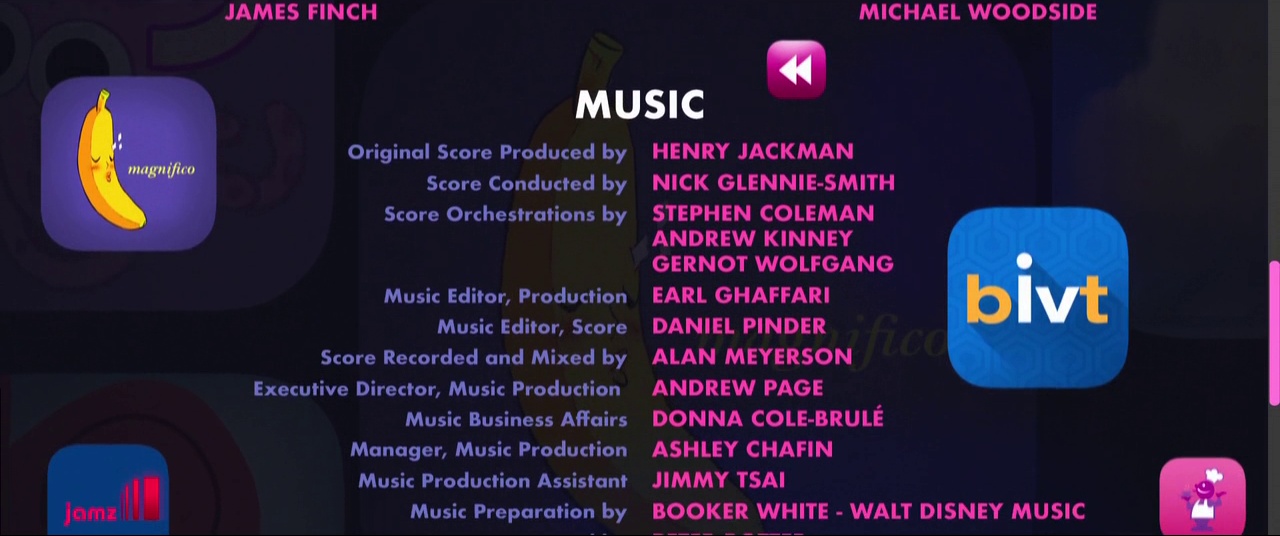 JAMES FINCH MICHAEL WOODSIDE
MUSIC
magnifico
Original Score Produced by HENRY JACKMAN
Score Conducted by NICK GLENNIE-SMITH
Score Orchestrations by STEPHEN COLEMAN
ANDREW KINNEY
GERNOT WOLFGANG
bivt
Music Editor, Production EARL GHAFFARI
Music Editor, Score DANIEL PINDER
magnifico
Score Recorded and Mixed by ALAN MEYERSON
Executive Director, Music Production ANDREW PAGE
Music Business Affairs DONNA COLE-BRULÉ
Manager, Music Production ASHLEY CHAFIN
Music Production Assistant JIMMY TSAI
jamz
Music Preparation by BOOKER WHITE - WALT DISNEY MUSIC